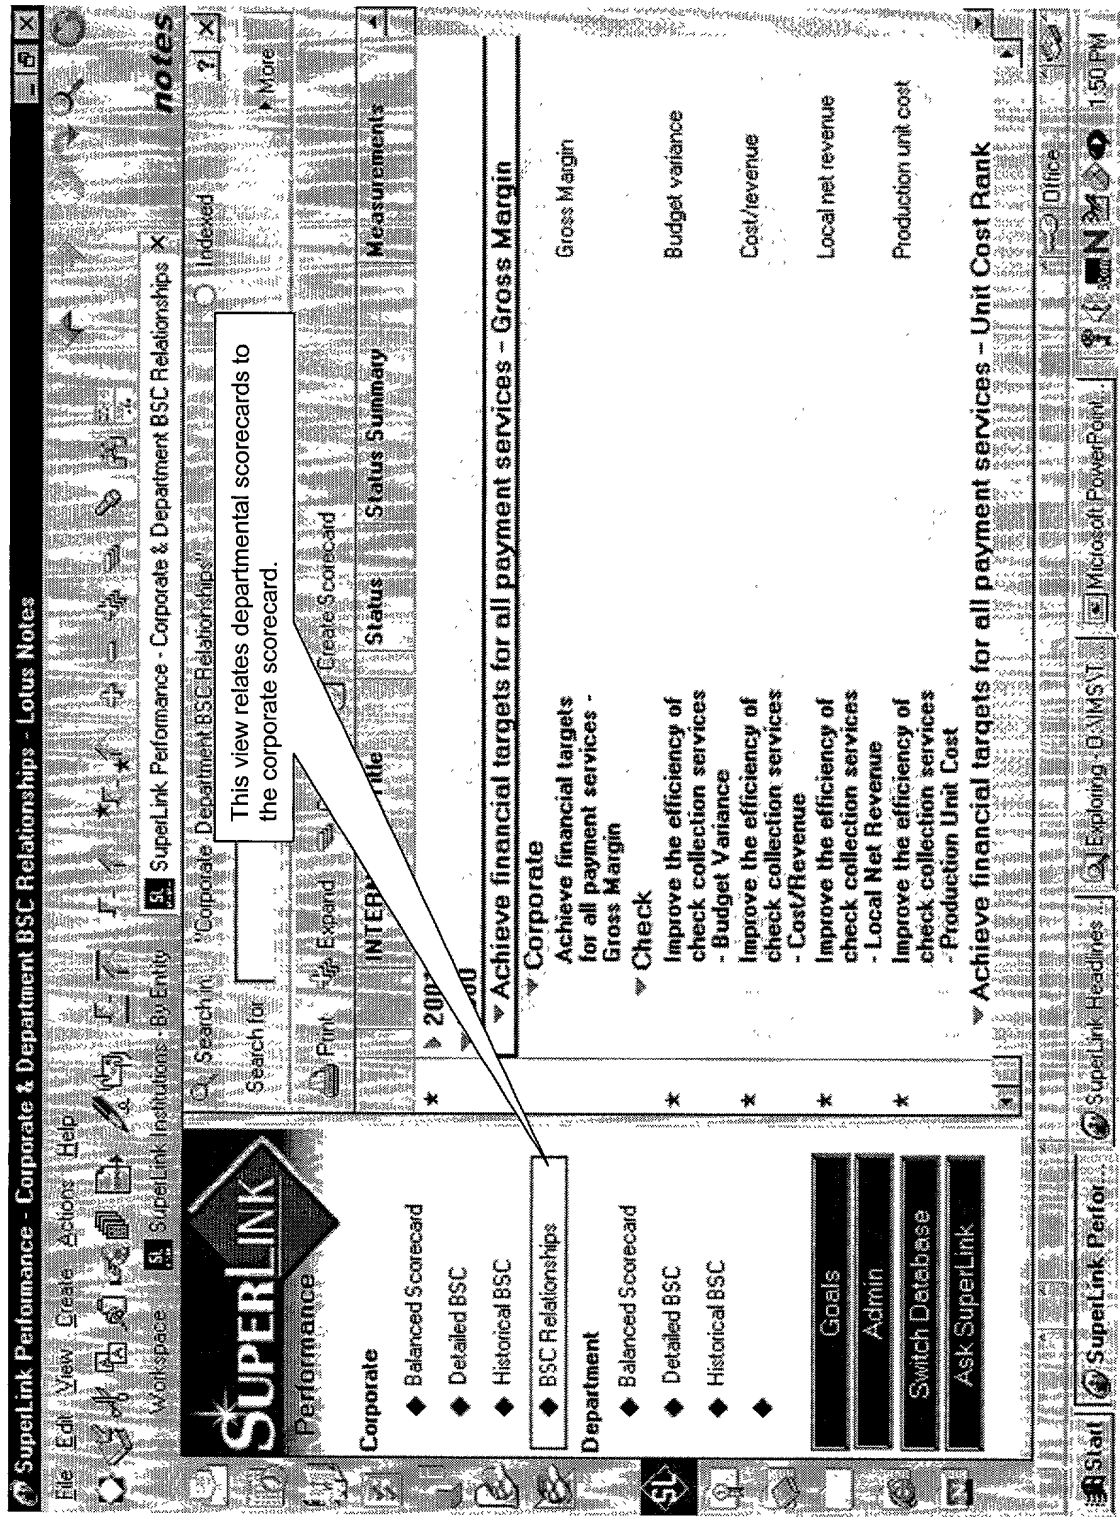 SuperLink Performance - Corporate & Department BSC Relationships - Lotus Notes
File Edit View Create Actions Help
Workspace SuperLink Institutions - By Entity SuperLink Performance - Corporate & Department BSC Relationships
notes
SUPERLINK
Performance
Corporate
Balanced Scorecard
Detailed BSC
Historical BSC
BSC Relationships
Department
Balanced Scorecard
Detailed BSC
Historical BSC
Goals
Admin
Switch Database
Ask SuperLink
Search in "Corporate Department BSC Relationships" Indexed
Search for More
This view relates departmental scorecards to
the corporate scorecard.
Print Expand Create Scorecard
Title Status Status Summary Measurements
Achieve financial targets for all payment services - Gross Margin
Corporate
Achieve financial targets
for all payment services -
Gross Margin
Gross Margin
Check
Improve the efficiency of
check collection services
- Budget Variance
Budget variance
Improve the efficiency of
check collection services
- Cost/Revenue
Cost/revenue
Improve the efficiency of
check collection services
- Local Net Revenue
Local net revenue
Improve the efficiency of
check collection services
- Production Unit Cost
Production unit cost
Achieve financial targets for all payment services - Unit Cost Rank
Office
Start SuperLink Perfor... SuperLink Headlines ... Exploring - D:\IMSVT... Microsoft PowerPoint... 1:50 PM